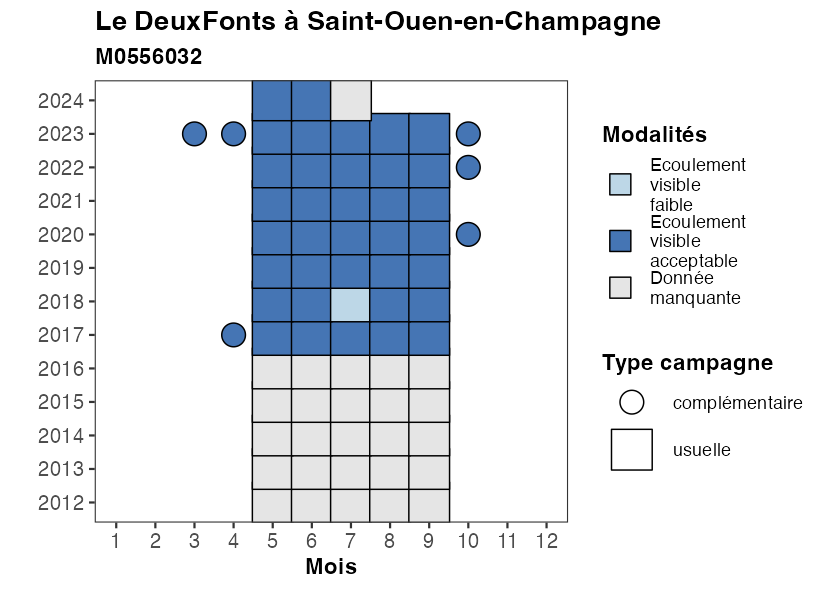 Le DeuxFonts à Saint-Ouen-en-Champagne
M0556032
2024
2023
2022
2021
2020
2019
2018
2017
2016
2015
2014
2013
2012
1 2 3 4 5 6 7 8 9 10 11 12
Mois
Modalités
Ecoulement
visible
faible
Ecoulement
visible
acceptable
Donnée
manquante
Type campagne
complémentaire
usuelle